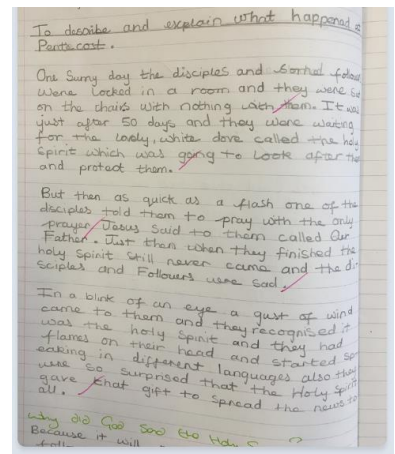 To describe and explain what happened at
Pentecost.
One Sunny day the disciples and follow
were locked in a room and they were sat
on the chairs with nothing with them. It was
just after 50 days and they were waiting
for the lovely, white dove called the holy
Spirit which was going to look after the
and protect them.
But then as quick as a flash one of the
disciples told them to pray with the only
prayer Jesus said to them called Our
Father. Just then when they finished the
holy spirit still never came and the di
sciples and Followers were sad.
In a blink of an eye a gust of wind
came to them and they recognised it
was the holy Spirit and they had
flames on their head and started sp
eaking in different languages also they
were so surprised that the Holy Spirit
gave that gift to spread the news to
all.
Why did God send the Holy S ?
Because it will